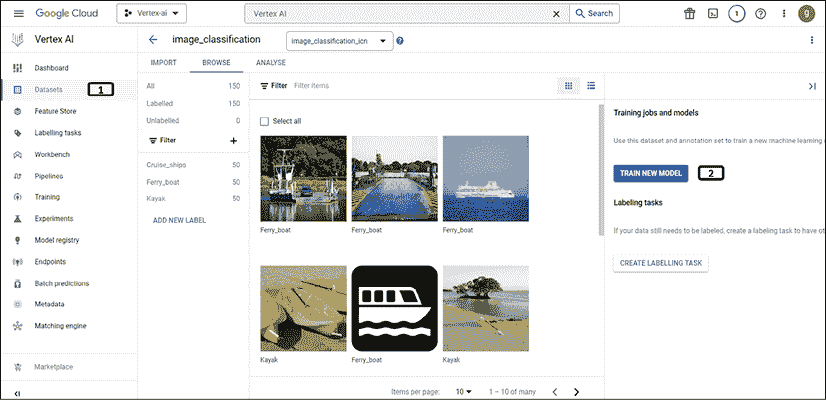 Google Cloud
Vertex-ai
Vertex AI
Search
1
g
Vertex AI
image_classification
image_classification_icn
IMPORT
BROWSE
ANALYSE
Dashboard
Datasets
1
Feature Store
Labelling tasks
Workbench
Pipelines
Training
Experiments
Model registry
Endpoints
Batch predictions
Metadata
Matching engine
Marketplace
All 150
Labelled 150
Unlabelled 0
Filter
Cruise_ships 50
Ferry_boat 50
Kayak 50
ADD NEW LABEL
Filter Filter items
Select all
Ferry_boat
Ferry_boat
Ferry_boat
Kayak
Ferry_boat
Kayak
Items per page: 10 1 – 10 of many
Training jobs and models
Use this dataset and annotation set to train a new machine learning
TRAIN NEW MODEL
2
Labeling tasks
If your data still needs to be labeled, create a labeling task to have ot
CREATE LABELLING TASK